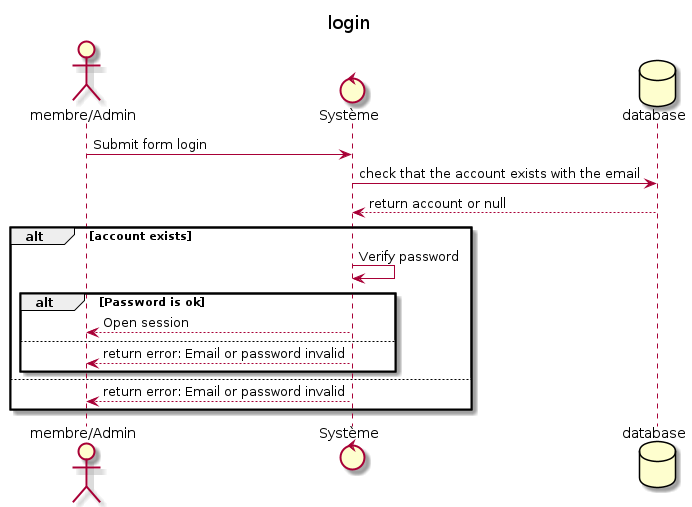 login
membre/Admin
Système
database
Submit form login
check that the account exists with the email
return account or null
alt [account exists]
Verify password
alt [Password is ok]
Open session
return error: Email or password invalid
return error: Email or password invalid
membre/Admin
Système
database